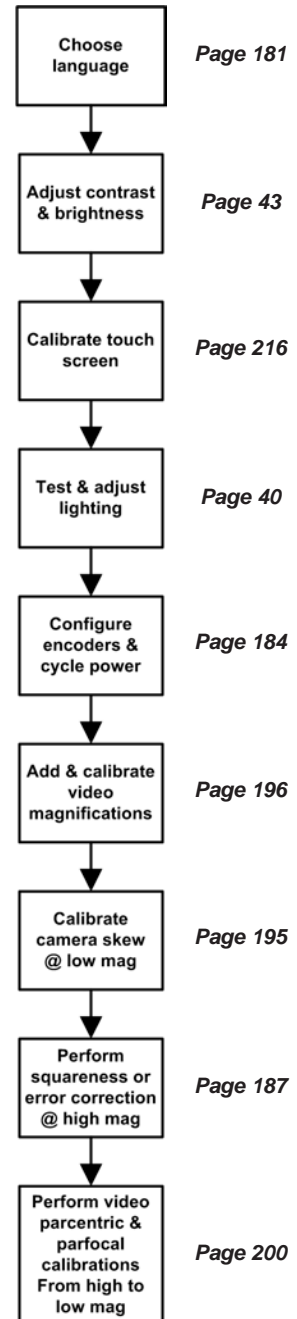 Choose
language
Page 181
Adjust contrast
& brightness
Page 43
Calibrate touch
screen
Page 216
Test & adjust
lighting
Page 40
Configure
encoders &
cycle power
Page 184
Add & calibrate
video
magnifications
Page 196
Calibrate
camera skew
@ low mag
Page 195
Perform
squareness or
error correction
@ high mag
Page 187
Perform video
parcentric &
parfocal
calibrations
From high to
low mag
Page 200